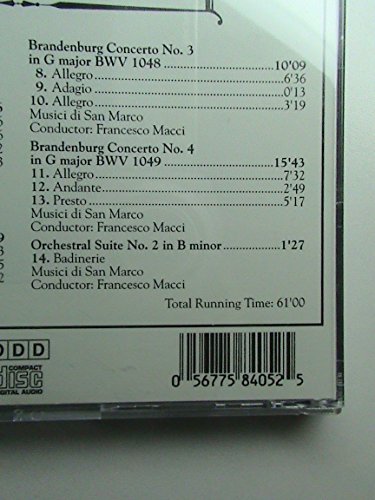 Brandenburg Concerto No. 3
in G major BWV 1048 10'09
8. Allegro 6'36
9. Adagio 0'13
10. Allegro 3'19
Musici di San Marco
Conductor: Francesco Macci
Brandenburg Concerto No. 4
in G major BWV 1049 15'43
11. Allegro 7'32
12. Andante 2'49
13. Presto 5'17
Musici di San Marco
Conductor: Francesco Macci
Orchestral Suite No. 2 in B minor 1'27
14. Badinerie
Musici di San Marco
Conductor: Francesco Macci
Total Running Time: 61'00
D D D
COMPACT
disc
DIGITAL AUDIO
0 56775 84052 5